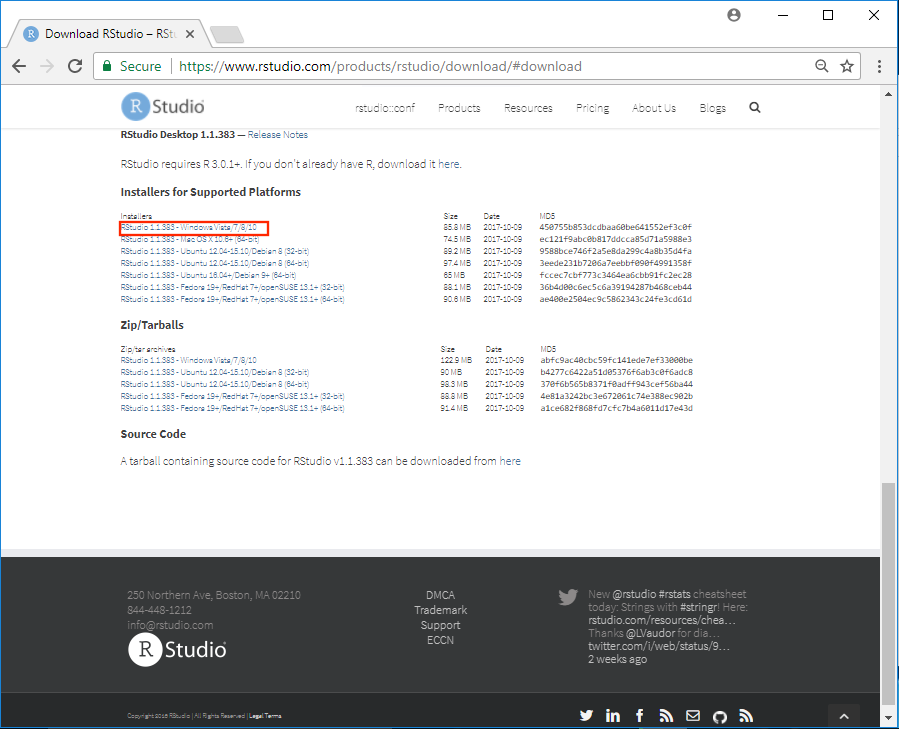 Download RStudio – RStu
Secure https://www.rstudio.com/products/rstudio/download/#download
R Studio rstudio::conf Products Resources Pricing About Us Blogs
RStudio Desktop 1.1.383 — Release Notes
RStudio requires R 3.0.1+. If you don't already have R, download it here.
Installers for Supported Platforms
Installers Size Date MD5
RStudio 1.1.383 - Windows Vista/7/8/10 85.8 MB 2017-10-09 450755b853dcdbaa60be641552ef3c0f
RStudio 1.1.383 - Mac OS X 10.6+ (64-bit) 74.5 MB 2017-10-09 ec121f9abc0b817ddcca85d71a5988e3
RStudio 1.1.383 - Ubuntu 12.04-15.10/Debian 8 (32-bit) 89.2 MB 2017-10-09 9588bce746f2a5e8da299c4a8b35d4fa
RStudio 1.1.383 - Ubuntu 12.04-15.10/Debian 8 (64-bit) 97.4 MB 2017-10-09 3eede231b7206a7eebbf090f4991358f
RStudio 1.1.383 - Ubuntu 16.04+/Debian 9+ (64-bit) 65 MB 2017-10-09 fccec7cbf773c3464ea6cbb91fc2ec28
RStudio 1.1.383 - Fedora 19+/RedHat 7+/openSUSE 13.1+ (32-bit) 88.1 MB 2017-10-09 36b4d00c6ec5c6a39194287b468ceb44
RStudio 1.1.383 - Fedora 19+/RedHat 7+/openSUSE 13.1+ (64-bit) 90.6 MB 2017-10-09 ae400e2504ec9c5862343c24fe3cd61d
Zip/Tarballs
Zip/tar archives Size Date MD5
RStudio 1.1.383 - Windows Vista/7/8/10 122.9 MB 2017-10-09 abfc9ac40cbc59fc141ede7ef33000be
RStudio 1.1.383 - Ubuntu 12.04-15.10/Debian 8 (32-bit) 90 MB 2017-10-09 b4277c6422a51d05376f6ab3c0f6adc8
RStudio 1.1.383 - Ubuntu 12.04-15.10/Debian 8 (64-bit) 98.3 MB 2017-10-09 370f6b565b8371f0adff943cef56ba44
RStudio 1.1.383 - Fedora 19+/RedHat 7+/openSUSE 13.1+ (32-bit) 88.8 MB 2017-10-09 4e81a3242bc3e672061c74e388ec902b
RStudio 1.1.383 - Fedora 19+/RedHat 7+/openSUSE 13.1+ (64-bit) 91.4 MB 2017-10-09 a1ce682f868fd7cfc7b4a6011d17e43d
Source Code
A tarball containing source code for RStudio v1.1.383 can be downloaded from here
250 Northern Ave, Boston, MA 02210
844-448-1212
info@rstudio.com
R Studio
DMCA
Trademark
Support
ECCN
New @rstudio #rstats cheatsheet
today: Strings with #stringr! Here:
rstudio.com/resources/chea…
Thanks @LVaudor for dia…
twitter.com/i/web/status/9…
2 weeks ago
Copyright 2016 RStudio | All Rights Reserved | Legal Terms